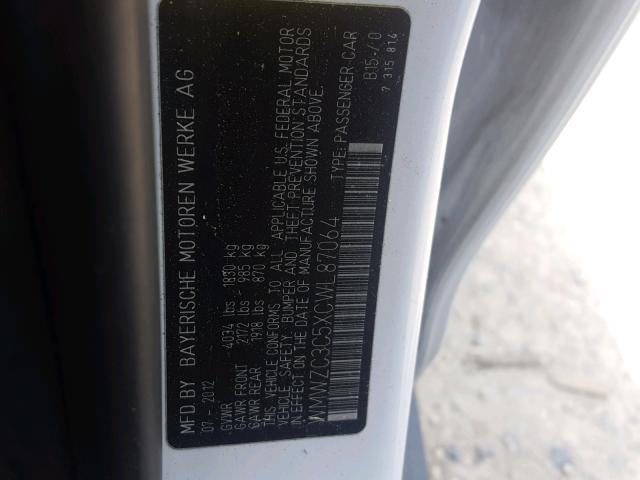 MFD BY BAYERISCHE MOTOREN WERKE AG
07 - 2012
GVWR 4034 lbs - 1830 kg
GAWR FRONT 2172 lbs - 985 kg
GAWR REAR 1918 lbs - 870 kg
THIS VEHICLE CONFORMS TO ALL APPLICABLE U.S. FEDERAL MOTOR
VEHICLE SAFETY, BUMPER AND THEFT PREVENTION STANDARDS
IN EFFECT ON DATE OF MANUFACTURE SHOWN ABOVE.
WMWZC3C5XCWL87064 TYPE: PASSENGER CAR
B15-/0
7 315 814